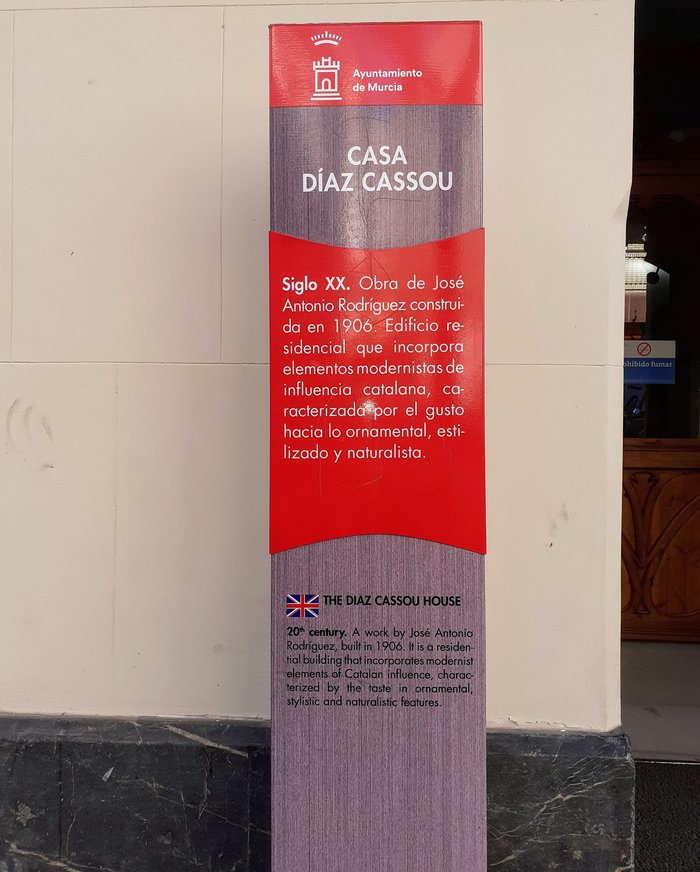 Ayuntamiento
de Murcia
CASA
DÍAZ CASSOU
Siglo XX. Obra de José
Antonio Rodríguez construi-
da en 1906. Edificio re-
sidencial que incorpora
elementos modernistas de
influencia catalana, ca-
racterizada por el gusto
hacia lo ornamental, esti-
lizado y naturalista.
THE DIAZ CASSOU HOUSE
20th century. A work by José Antonio
Rodríguez, built in 1906. It is a residen-
tial building that incorporates modernist
elements of Catalan influence, charac-
terized by the taste in ornamental,
stylistic and naturalistic features.
ohibido fumar